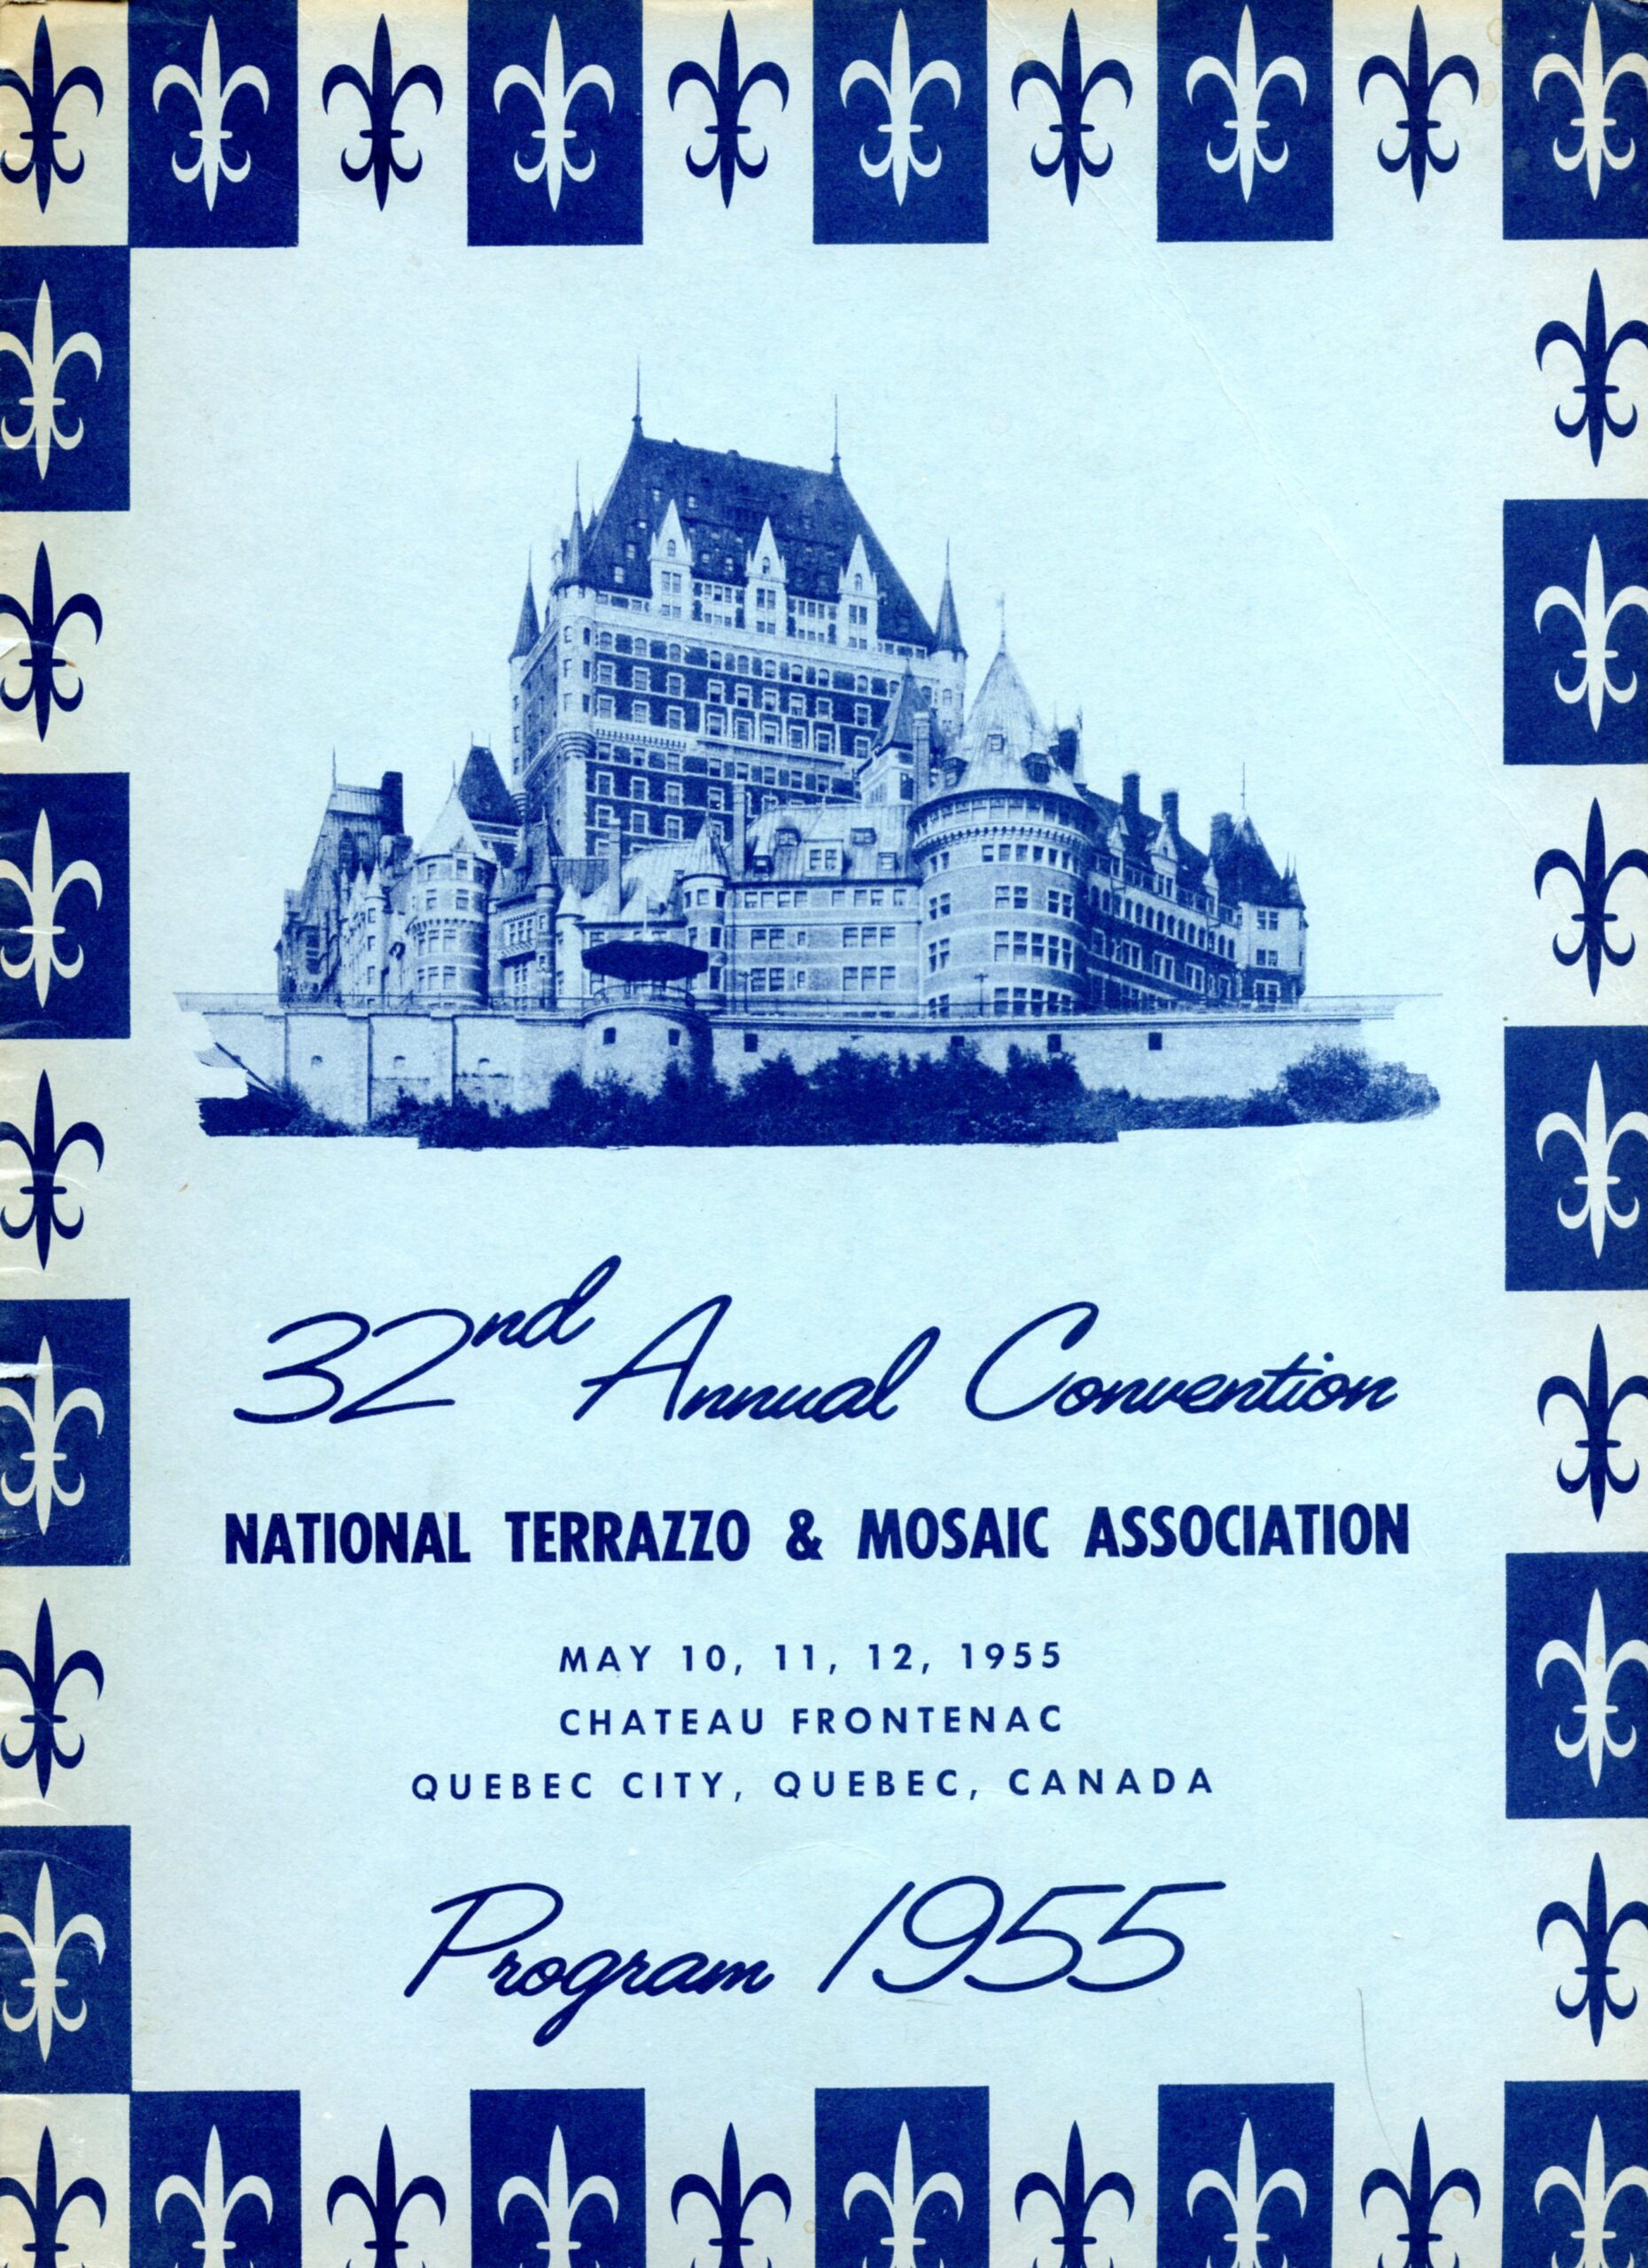 32nd Annual Convention
NATIONAL TERRAZZO & MOSAIC ASSOCIATION
MAY 10, 11, 12, 1955
CHATEAU FRONTENAC
QUEBEC CITY, QUEBEC, CANADA
Program 1955